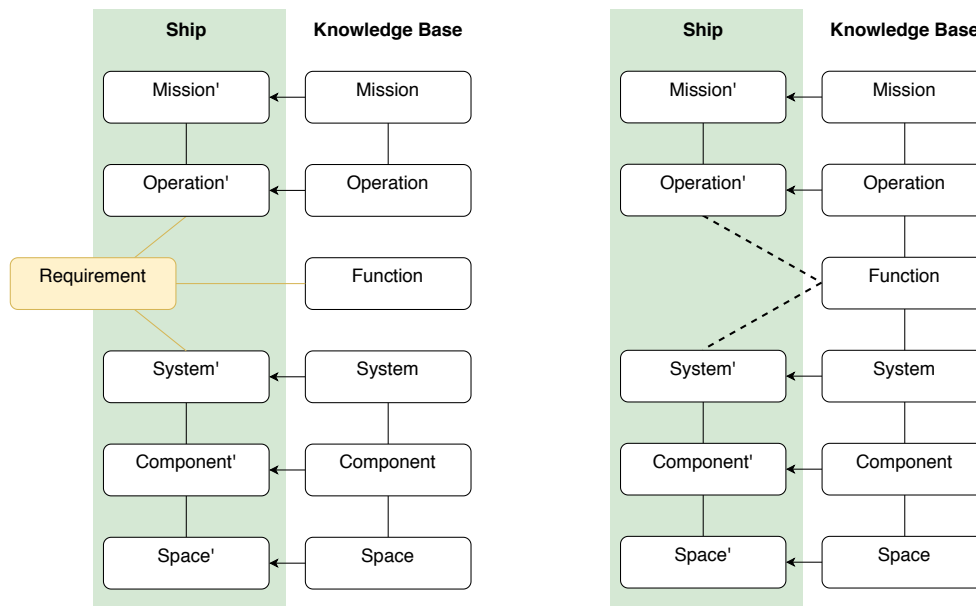 Ship
Knowledge Base
Mission'
Mission
Operation'
Operation
Requirement
Function
System'
System
Component'
Component
Space'
Space
Ship
Knowledge Base
Mission'
Mission
Operation'
Operation
Function
System'
System
Component'
Component
Space'
Space